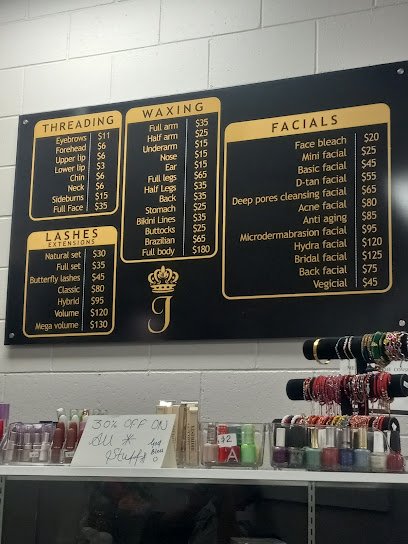 THREADING
Eyebrows $11
Forehead $6
Upper lip $6
Lower lip $3
Chin $6
Neck $6
Sideburns $15
Full Face $35
LASHES
EXTENSIONS
Natural set $30
Full set $35
Butterfly lashes $45
Classic $80
Hybrid $95
Volume $120
Mega volume $130
WAXING
Full arm $35
Half arm $25
Underarm $15
Nose $15
Ear $15
Full legs $65
Half Legs $35
Back $35
Stomach $25
Bikini Lines $35
Buttocks $25
Brazilian $65
Full body $180
J
FACIALS
Face bleach $20
Mini facial $25
Basic facial $45
D-tan facial $55
Deep pores cleansing facial $65
Acne facial $80
Anti aging $85
Microdermabrasion facial $95
Hydra facial $120
Bridal facial $125
Back facial $75
Vegicial $45
30% OFF ON
All *
Stuff*
$2
A